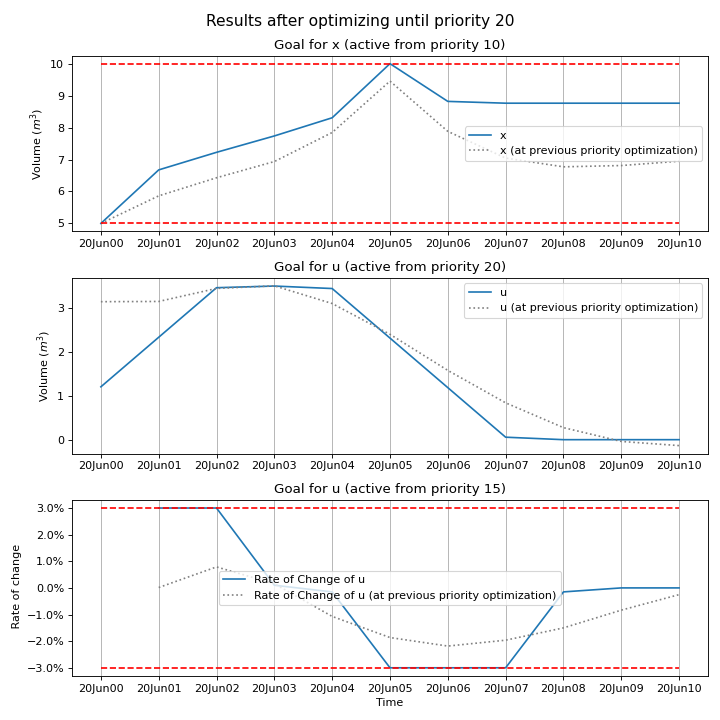 Results after optimizing until priority 20
Goal for x (active from priority 10)
10
9
8
7
6
5
Volume (m³)
x
x (at previous priority optimization)
20Jun00 20Jun01 20Jun02 20Jun03 20Jun04 20Jun05 20Jun06 20Jun07 20Jun08 20Jun09 20Jun10
Goal for u (active from priority 20)
3
2
1
0
Volume (m³)
u
u (at previous priority optimization)
20Jun00 20Jun01 20Jun02 20Jun03 20Jun04 20Jun05 20Jun06 20Jun07 20Jun08 20Jun09 20Jun10
Goal for u (active from priority 15)
3.0%
2.0%
1.0%
0.0%
−1.0%
−2.0%
−3.0%
Rate of change
Rate of Change of u
Rate of Change of u (at previous priority optimization)
20Jun00 20Jun01 20Jun02 20Jun03 20Jun04 20Jun05 20Jun06 20Jun07 20Jun08 20Jun09 20Jun10
Time